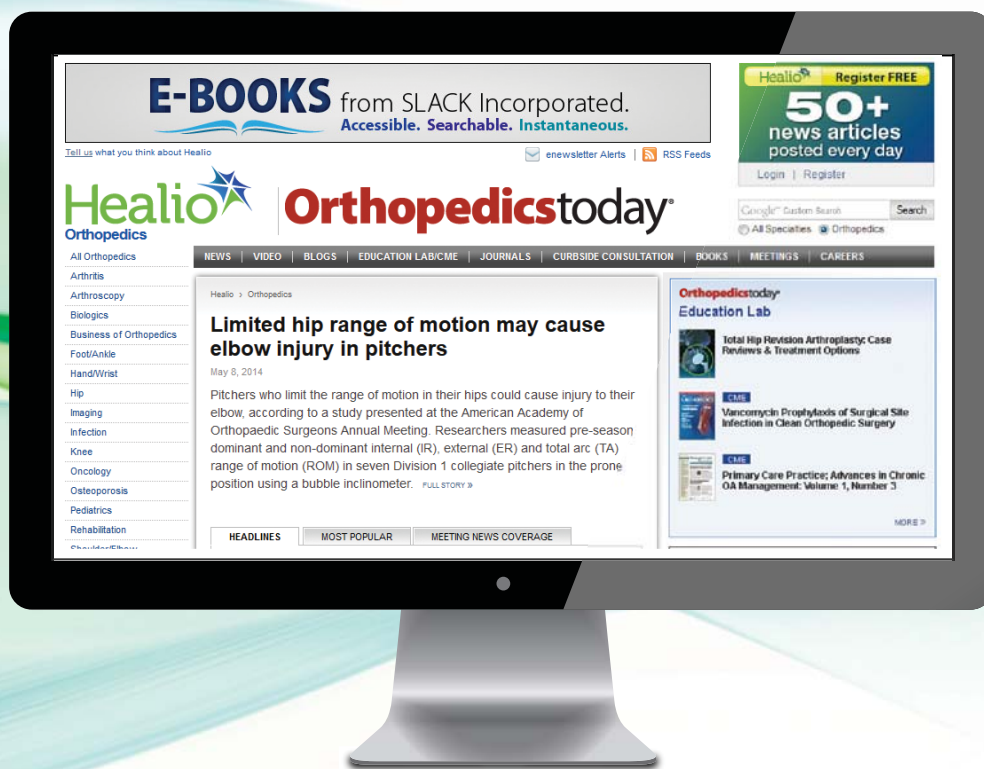 E-BOOKS from SLACK Incorporated.
Accessible. Searchable. Instantaneous.
Healio Register FREE
50+
news articles
posted every day
Login | Register
Tell us what you think about Healio
enewsletter Alerts | RSS Feeds
Healio
Orthopedics
Orthopedicstoday®
Google™ Custom Search Search
All Specialties Orthopedics
NEWS | VIDEO | BLOGS | EDUCATION LAB/CME | JOURNALS | CURBSIDE CONSULTATION | BOOKS | MEETINGS | CAREERS
All Orthopedics
Arthritis
Arthroscopy
Biologics
Business of Orthopedics
Foot/Ankle
Hand/Wrist
Hip
Imaging
Infection
Knee
Oncology
Osteoporosis
Pediatrics
Rehabilitation
Shoulder/Elbow
Healio › Orthopedics
Limited hip range of motion may cause
elbow injury in pitchers
May 8, 2014
Pitchers who limit the range of motion in their hips could cause injury to their
elbow, according to a study presented at the American Academy of
Orthopaedic Surgeons Annual Meeting. Researchers measured pre-season
dominant and non-dominant internal (IR), external (ER) and total arc (TA)
range of motion (ROM) in seven Division 1 collegiate pitchers in the prone
position using a bubble inclinometer. FULL STORY »
HEADLINES MOST POPULAR MEETING NEWS COVERAGE
Orthopedicstoday®
Education Lab
Total Hip Revision Arthroplasty: Case
Reviews & Treatment Options
CME
Vancomycin Prophylaxis of Surgical Site
Infection in Clean Orthopedic Surgery
CME
Primary Care Practice; Advances in Chronic
OA Management: Volume 1, Number 3
MORE »